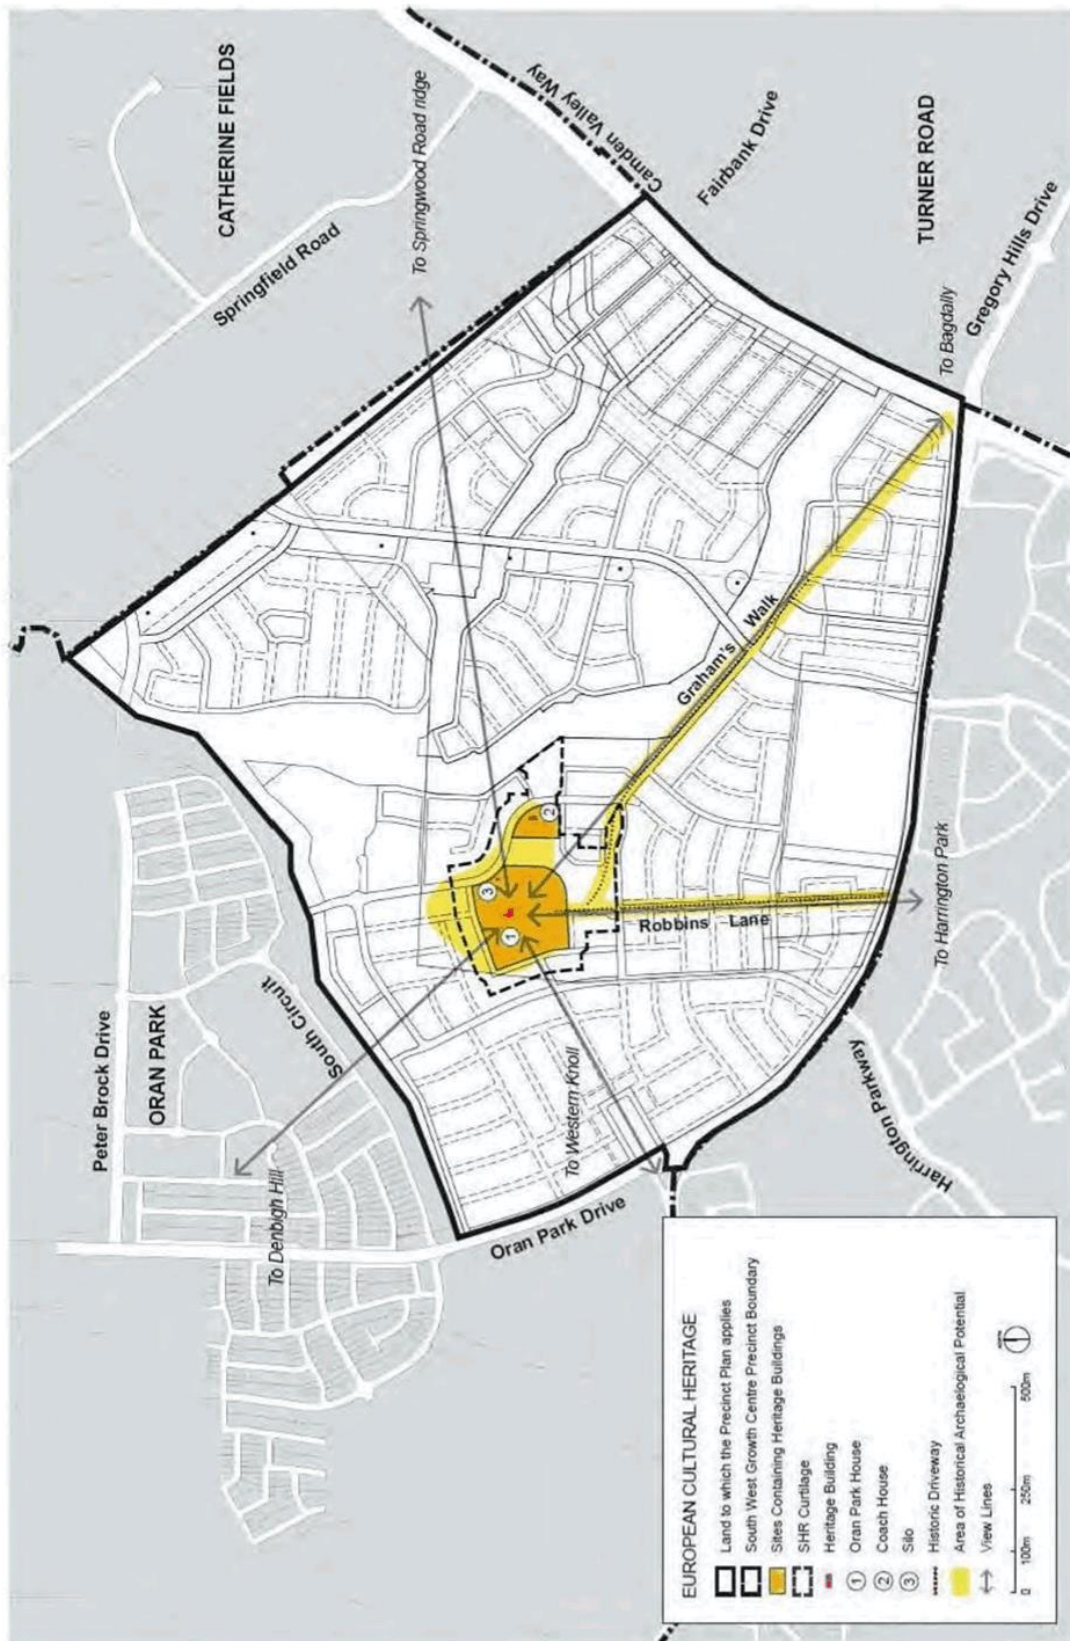 CATHERINE FIELDS
Springfield Road
To Springwood Road ridge
Camden Valley Way
Fairbank Drive
TURNER ROAD
Gregory Hills Drive
To Bagdally
Graham's Walk
Robbins Lane
To Harrington Park
Harrington Parkway
Peter Brock Drive
ORAN PARK
South Circuit
To Denbigh Hill
To Western Knoll
Oran Park Drive
1
2
3
EUROPEAN CULTURAL HERITAGE
Land to which the Precinct Plan applies
South West Growth Centre Precinct Boundary
Sites Containing Heritage Buildings
SHR Curtilage
Heritage Building
1 Oran Park House
2 Coach House
3 Silo
Historic Driveway
Area of Historical Archaelogical Potential
View Lines
0 100m 250m 500m